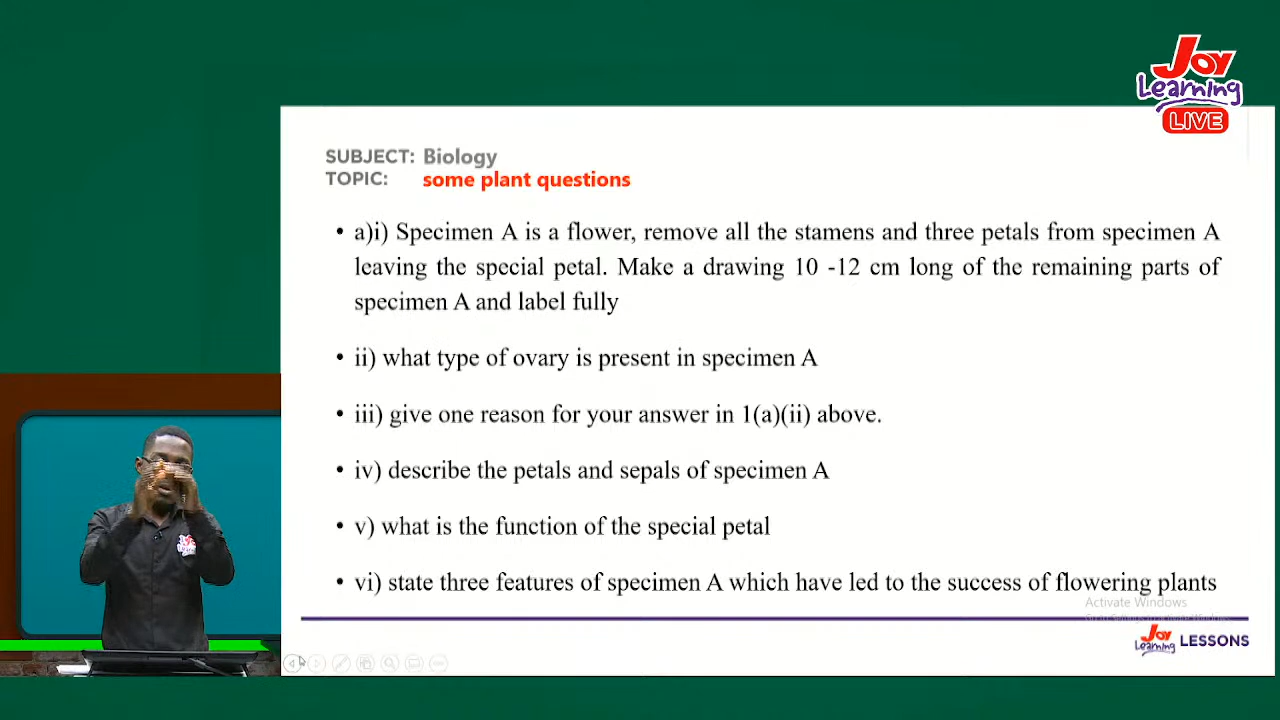 Joy
Learning
LIVE
SUBJECT: Biology
TOPIC: some plant questions
• a)i) Specimen A is a flower, remove all the stamens and three petals from specimen A
leaving the special petal. Make a drawing 10 -12 cm long of the remaining parts of
specimen A and label fully
• ii) what type of ovary is present in specimen A
• iii) give one reason for your answer in 1(a)(ii) above.
• iv) describe the petals and sepals of specimen A
• v) what is the function of the special petal
• vi) state three features of specimen A which have led to the success of flowering plants
Activate Windows
Joy
Learning LESSONS